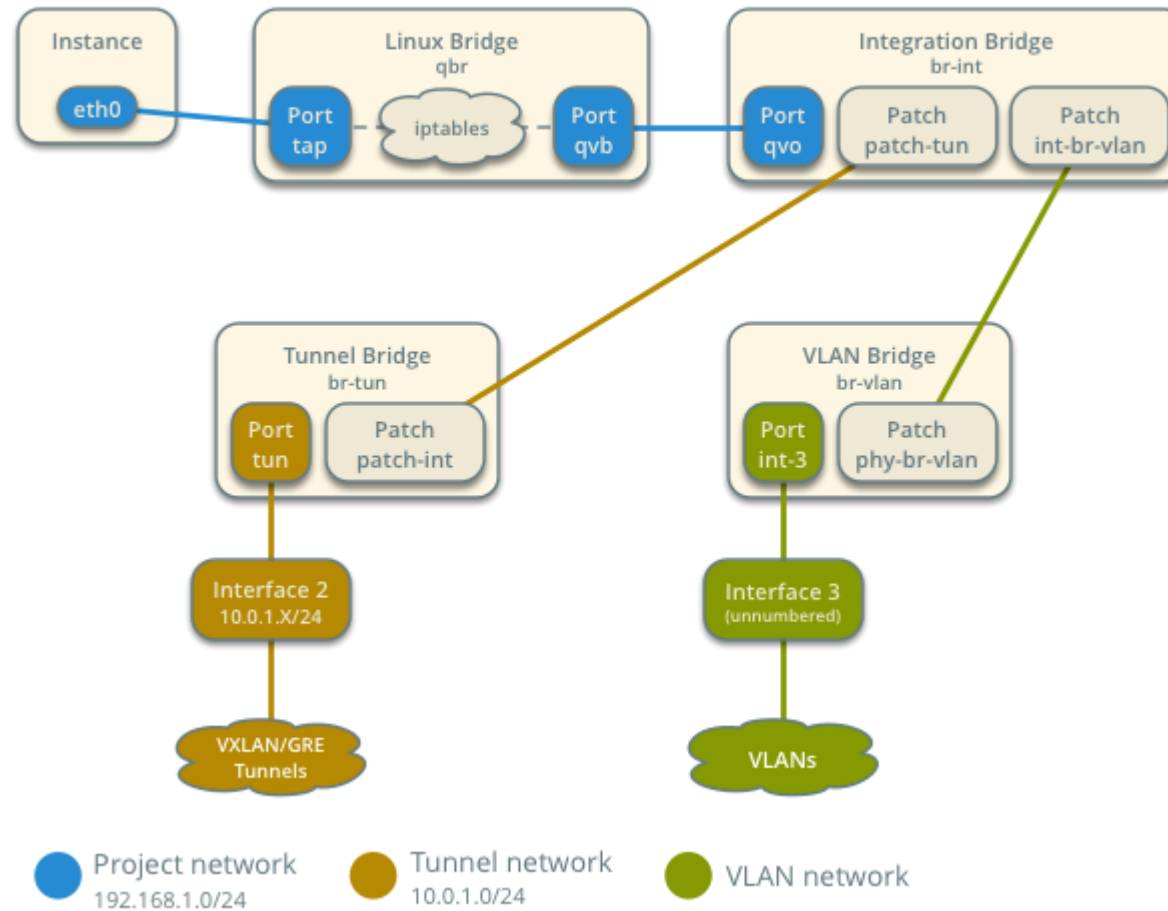 Instance
eth0
Linux Bridge
qbr
Port
tap
iptables
Port
qvb
Integration Bridge
br-int
Port
qvo
Patch
patch-tun
Patch
int-br-vlan
Tunnel Bridge
br-tun
Port
tun
Patch
patch-int
VLAN Bridge
br-vlan
Port
int-3
Patch
phy-br-vlan
Interface 2
10.0.1.X/24
Interface 3
(unnumbered)
VXLAN/GRE
Tunnels
VLANs
Project network
192.168.1.0/24
Tunnel network
10.0.1.0/24
VLAN network